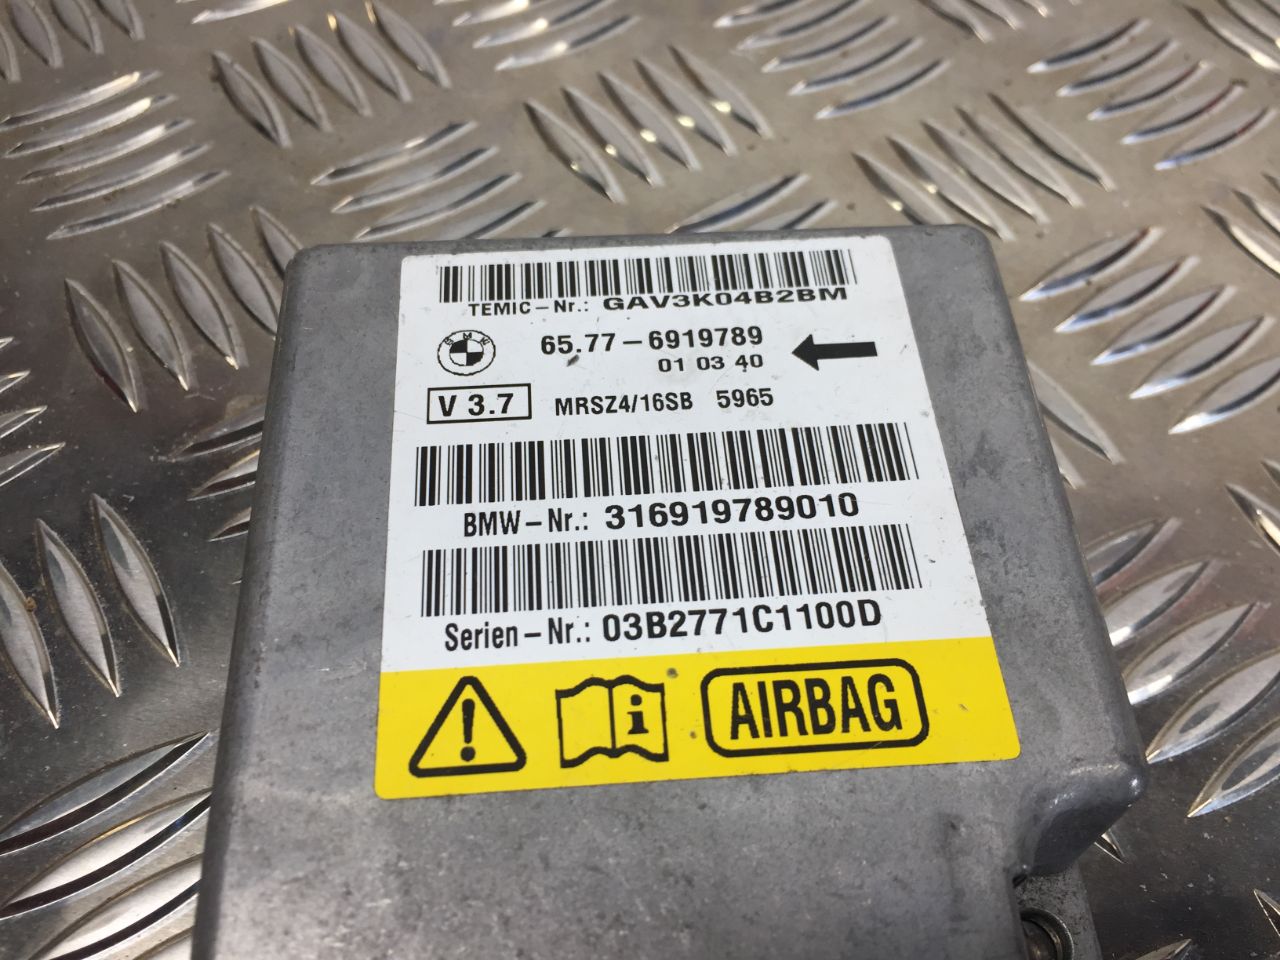 TEMIC-Nr.: GAV3K04B2BM
BMW
65.77-6919789
01 03 40
V 3.7 MRSZ4/16SB 5965
BMW-Nr.: 316919789010
Serien-Nr.: 03B2771C1100D
! i AIRBAG